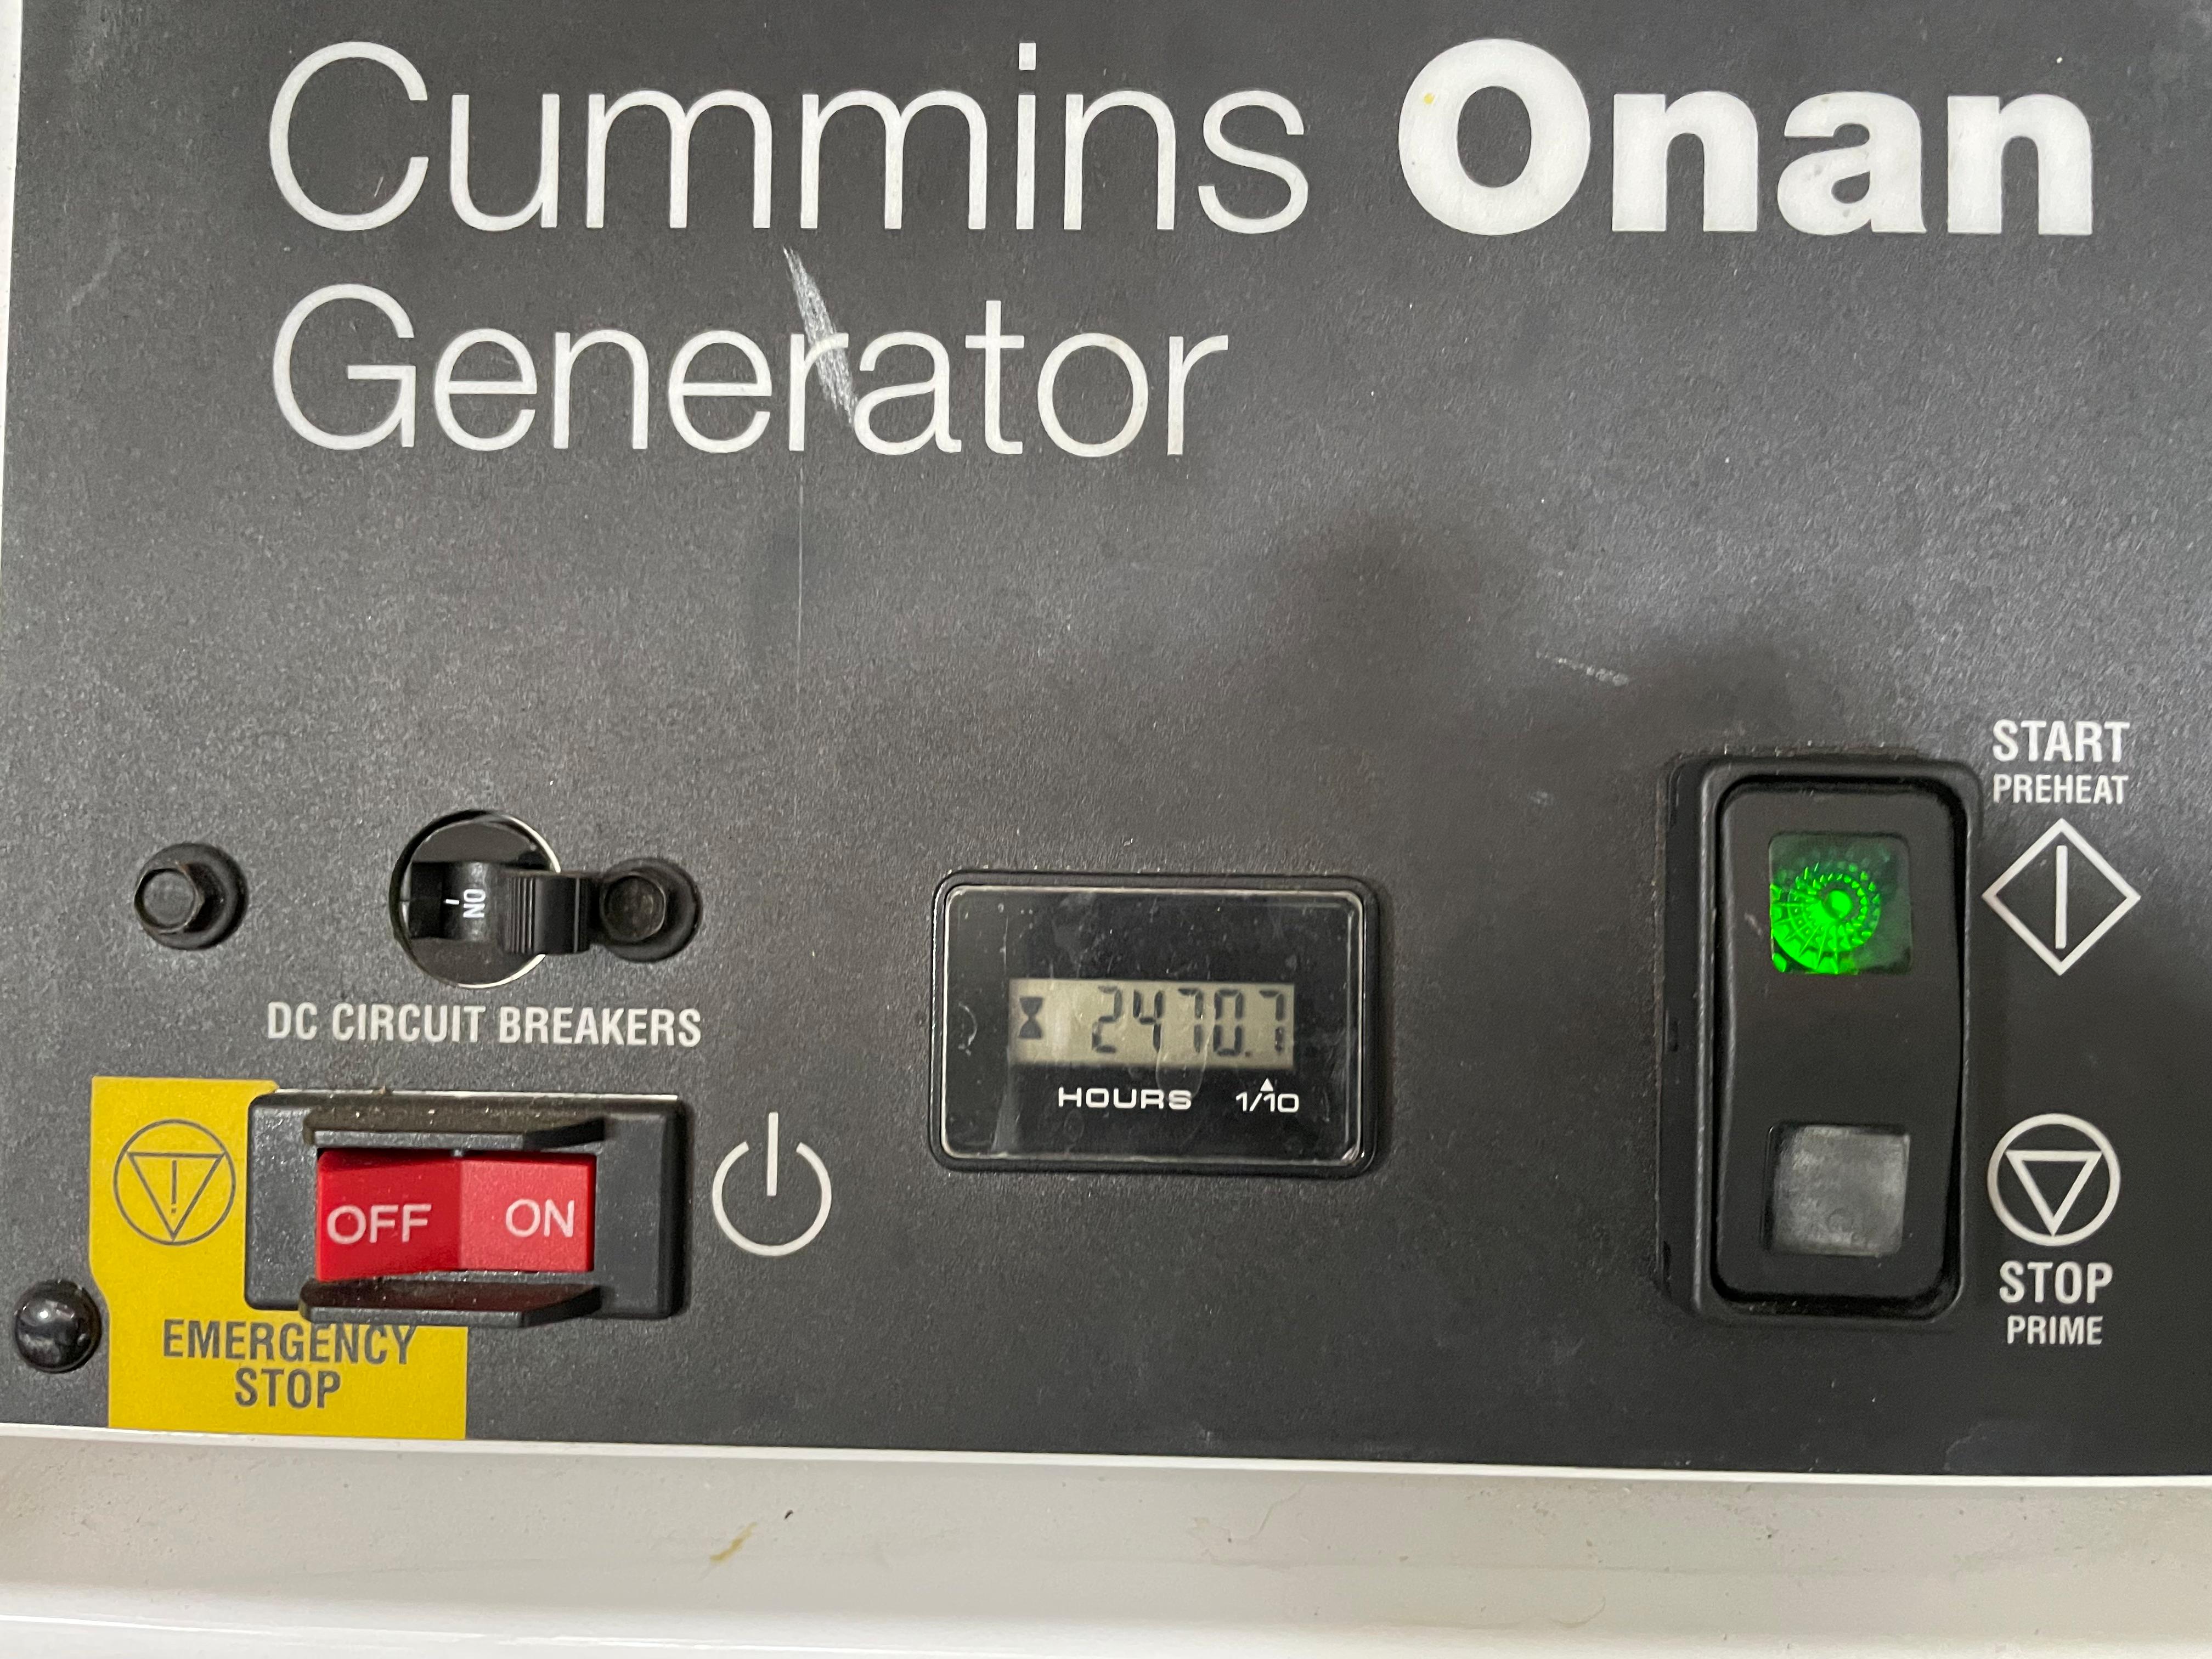 Cummins Onan
Generator
START
PREHEAT
ON
DC CIRCUIT BREAKERS
2470.7
HOURS 1/10
OFF ON
EMERGENCY
STOP
STOP
PRIME